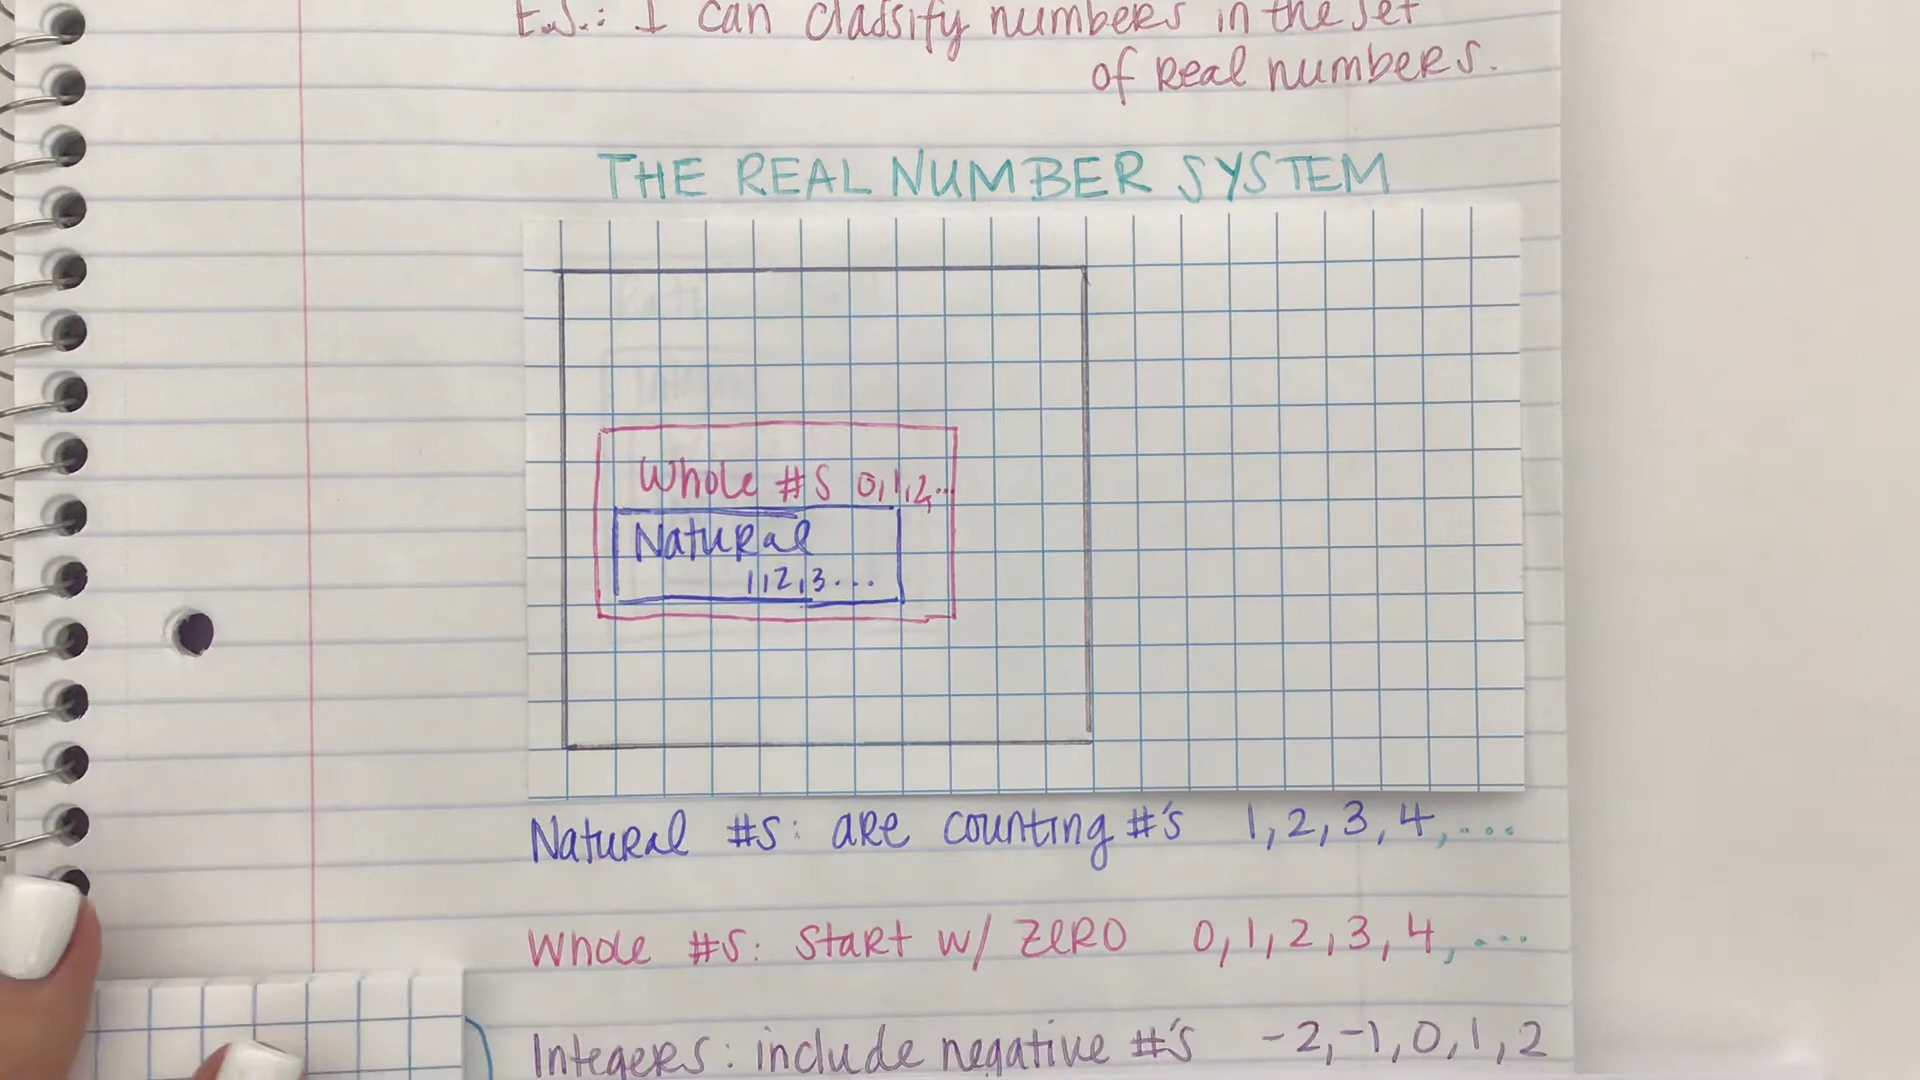 E.S.: I can classify numbers in the set
of Real numbers.
THE REAL NUMBER SYSTEM
Whole #s 0,1,2...
Natural
1,2,3...
Natural #s: are counting #'s 1, 2, 3, 4, ...
Whole #s: Start w/ ZERO 0, 1, 2, 3, 4, ...
Integers: include negative #'s -2, -1, 0, 1, 2